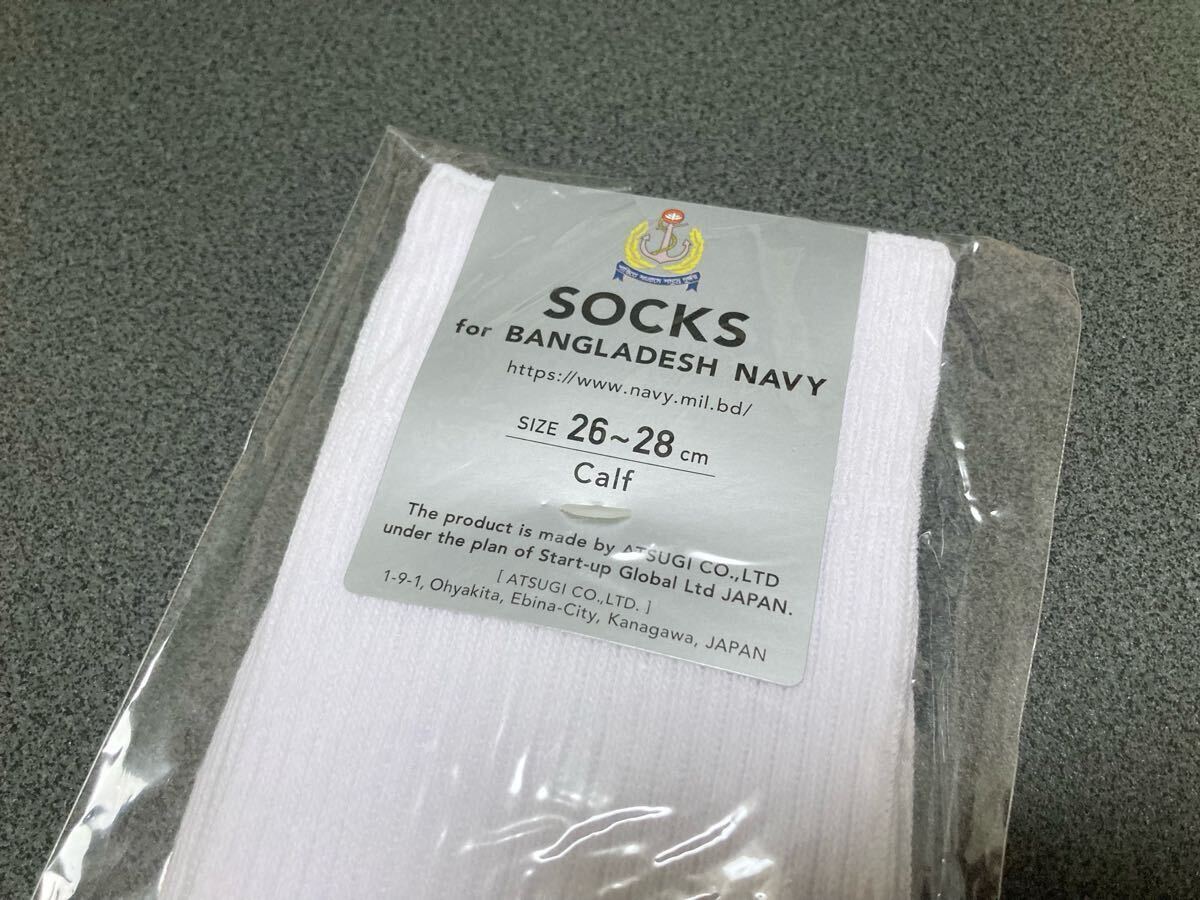 শান্তিতে সংগ্রামে সমুদ্রে দুর্জয়
SOCKS
for BANGLADESH NAVY
https://www.navy.mil.bd/
SIZE 26~28 cm
Calf
The product is made by ATSUGI CO.,LTD
under the plan of Start-up Global Ltd JAPAN.
[ ATSUGI CO.,LTD. ]
1-9-1, Ohyakita, Ebina-City, Kanagawa, JAPAN